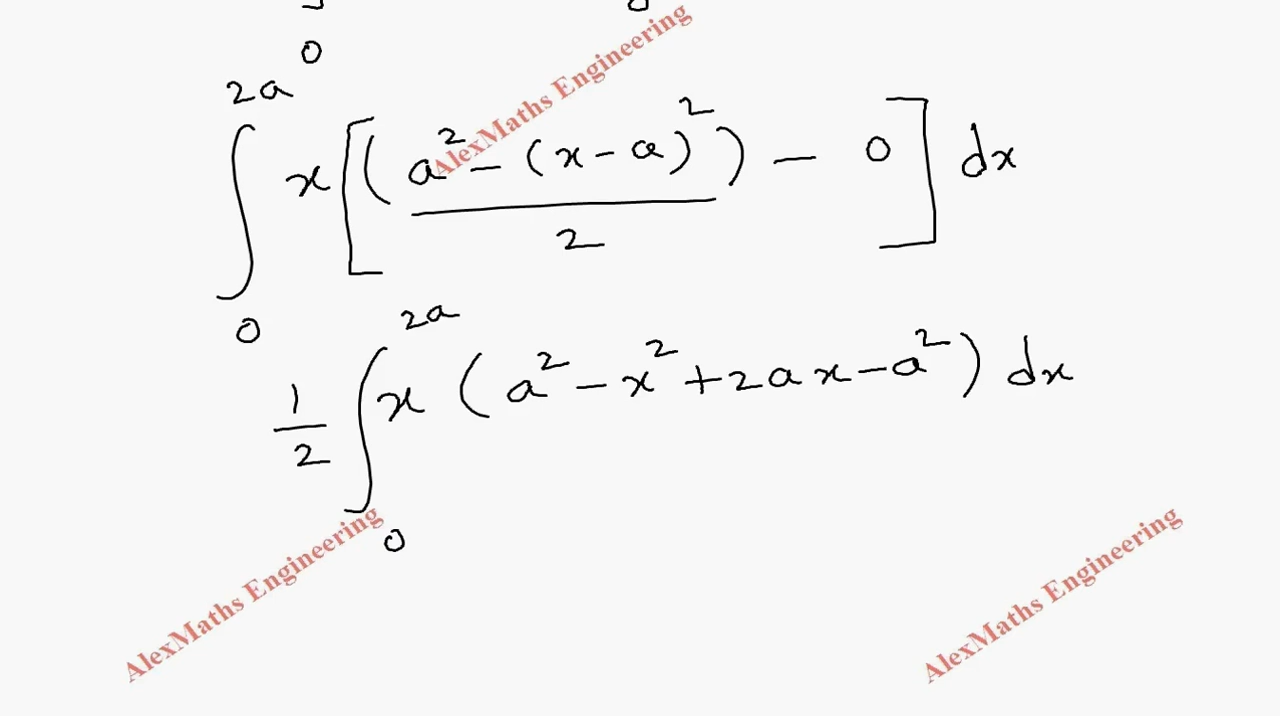 0
2a
∫ x [ ( a² - (x - a)² ) / 2 - 0 ] dx
0
2a
1/2 ∫ x ( a² - x² + 2ax - a² ) dx
0
AlexMaths Engineering
AlexMaths Engineering
AlexMaths Engineering